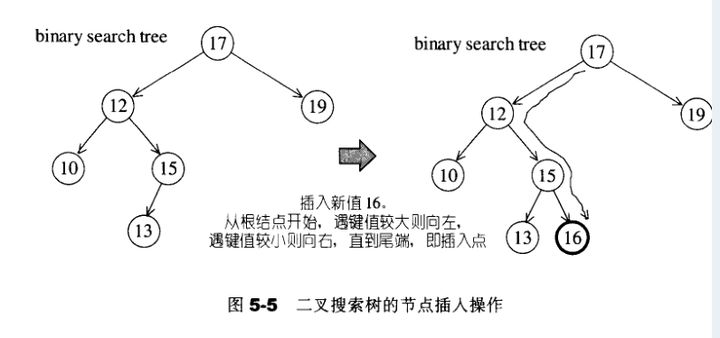 binary search tree
17
12
19
10
15
13
binary search tree
17
12
19
10
15
13
16
插入新值 16。
从根结点开始，遇键值较大则向左，
遇键值较小则向右，直到尾端，即插入点
图 5-5 二叉搜索树的节点插入操作